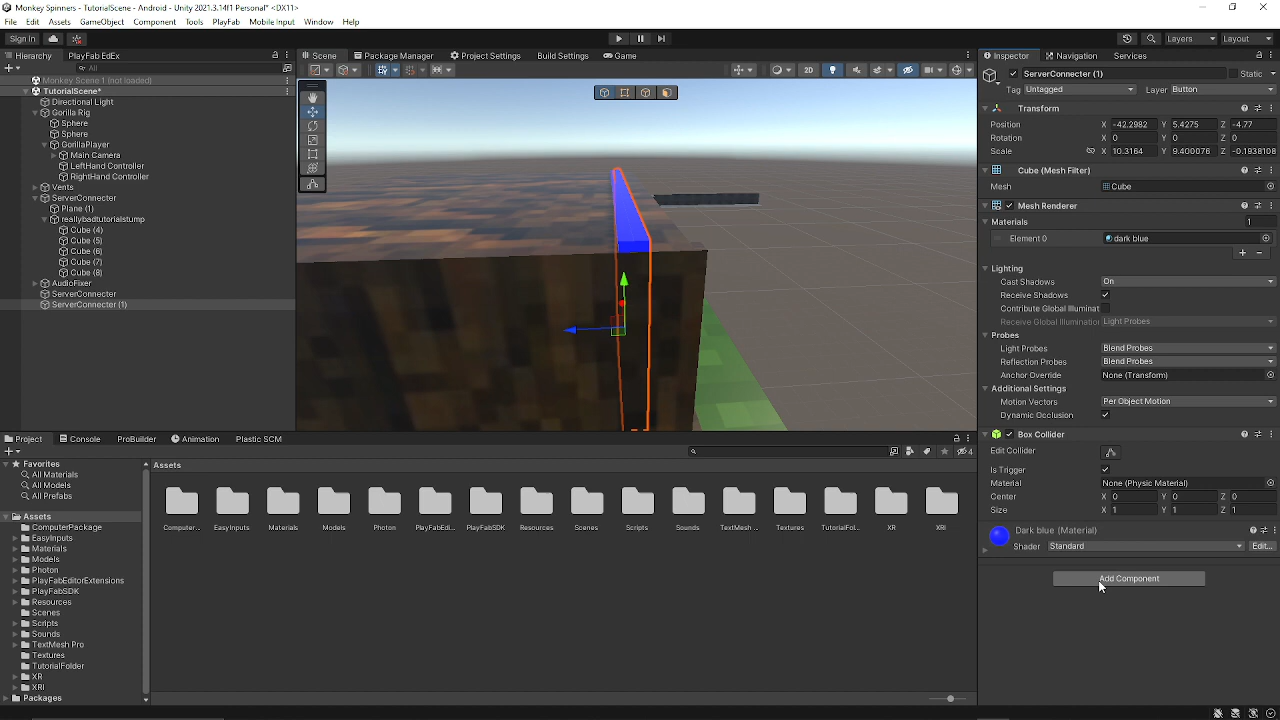 Monkey Spinners - TutorialScene - Android - Unity 2021.3.14f1 Personal* <DX11>
File Edit Assets GameObject Component Tools PlayFab Mobile Input Window Help
Sign In Layers Layout
Hierarchy PlayFab EdEx
All
Monkey Scene 1 (not loaded)
TutorialScene*
Directional Light
Gorilla Rig
Sphere
Sphere
GorillaPlayer
Main Camera
LeftHand Controller
RightHand Controller
Vents
ServerConnecter
Plane (1)
reallybadtutorialstump
Cube (4)
Cube (5)
Cube (6)
Cube (7)
Cube (8)
AudioFixer
ServerConnecter
ServerConnecter (1)
Scene Package Manager Project Settings Build Settings Game
2D
Inspector Navigation Services
ServerConnecter (1) Static
Tag Untagged Layer Button
Transform
Position X -42.2982 Y 5.4275 Z -4.77
Rotation X 0 Y 0 Z 0
Scale X 10.3164 Y 9.400076 Z -0.1938106
Cube (Mesh Filter)
Mesh Cube
Mesh Renderer
Materials 1
Element 0 dark blue
Lighting
Cast Shadows On
Receive Shadows
Contribute Global Illuminat
Receive Global Illumination Light Probes
Probes
Light Probes Blend Probes
Reflection Probes Blend Probes
Anchor Override None (Transform)
Additional Settings
Motion Vectors Per Object Motion
Dynamic Occlusion
Box Collider
Edit Collider
Is Trigger
Material None (Physic Material)
Center X 0 Y 0 Z 0
Size X 1 Y 1 Z 1
Dark blue (Material)
Shader Standard Edit...
Add Component
Project Console ProBuilder Animation Plastic SCM
4
Favorites
All Materials
All Models
All Prefabs
Assets
ComputerPackage
EasyInputs
Materials
Models
Photon
PlayFabEditorExtensions
PlayFabSDK
Resources
Scenes
Scripts
Sounds
TextMesh Pro
Textures
TutorialFolder
XR
XRI
Packages
Assets
Computer... EasyInputs Materials Models Photon PlayFabEdi... PlayFabSDK Resources Scenes Scripts Sounds TextMesh... Textures TutorialFol... XR XRI